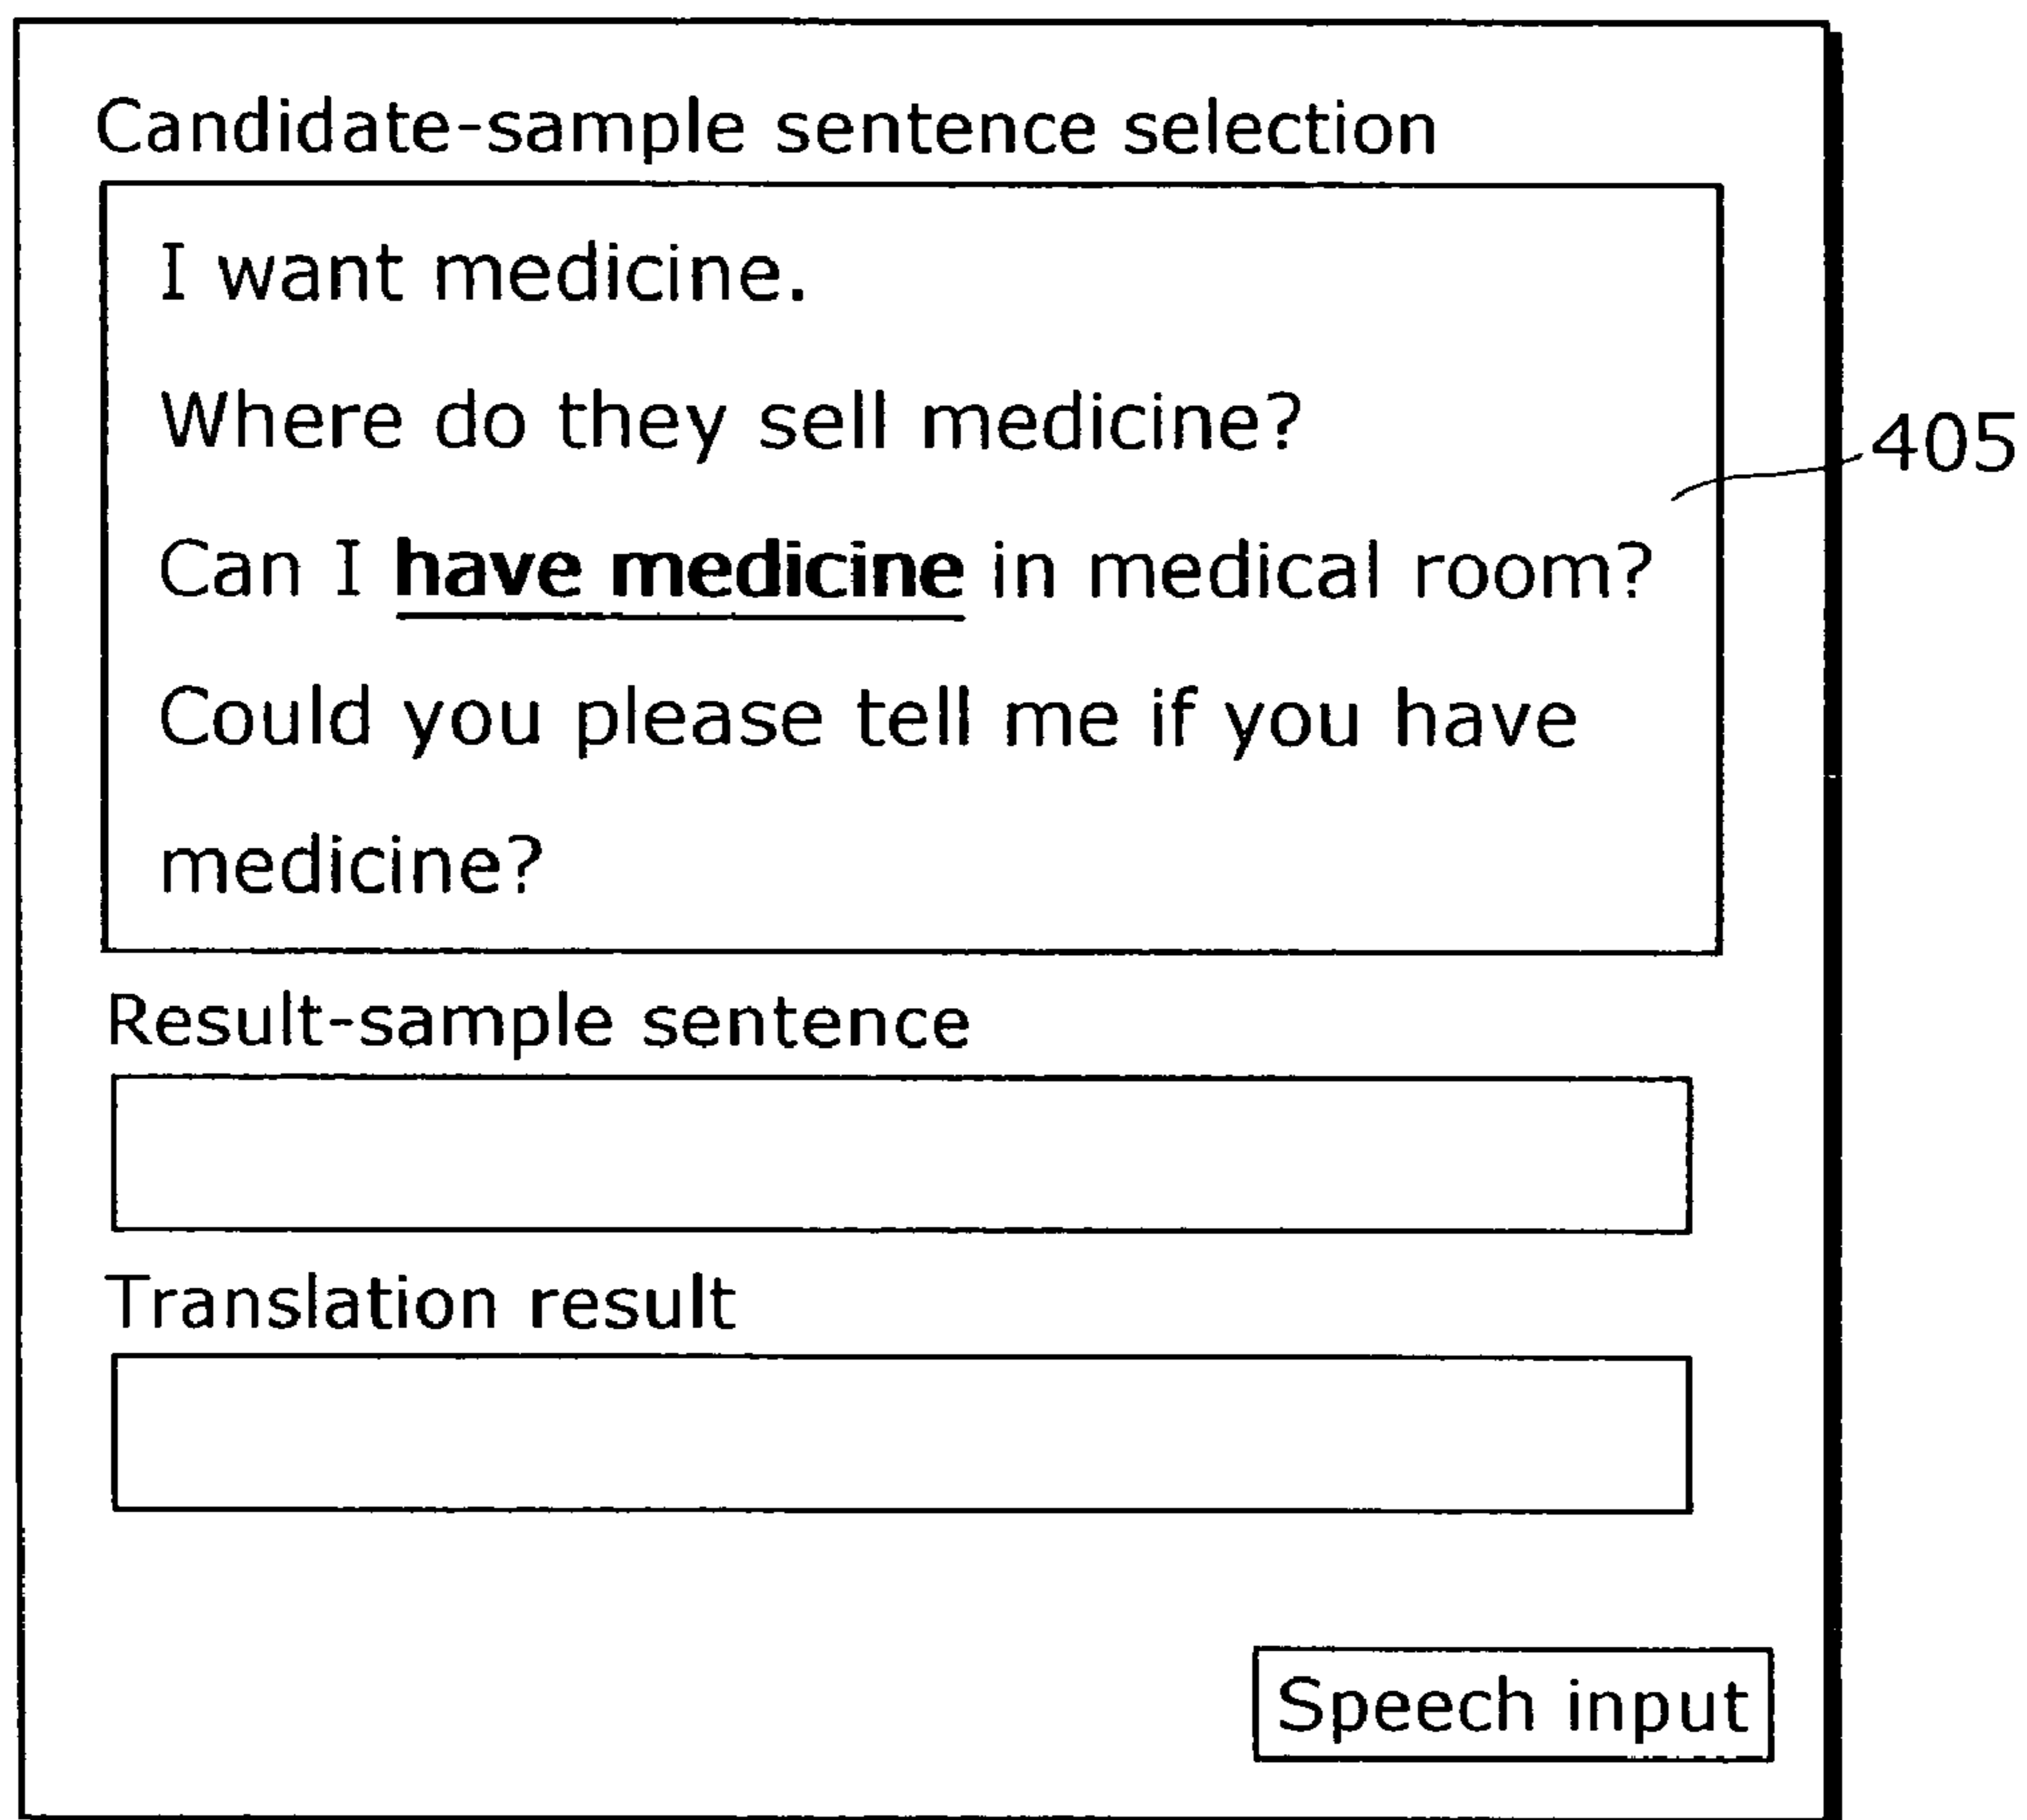 Candidate-sample sentence selection
I want medicine.
Where do they sell medicine?
405
Can I have medicine in medical room?
Could you please tell me if you have
medicine?
Result-sample sentence
Translation result
Speech input